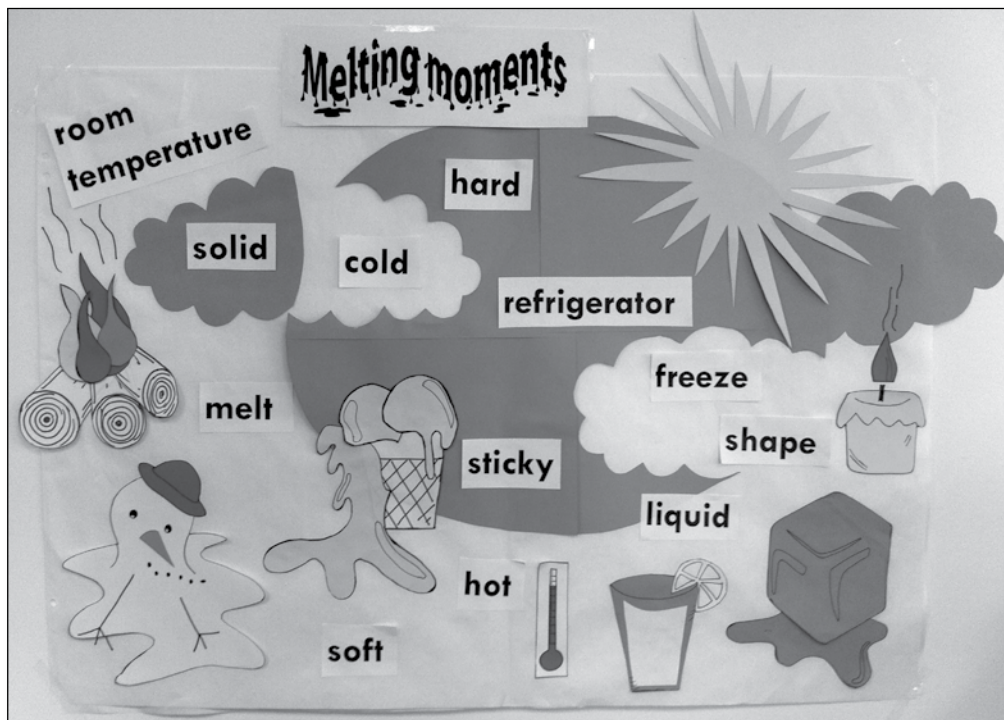 Melting moments
room
temperature
hard
solid
cold
refrigerator
freeze
melt
shape
sticky
liquid
hot
soft